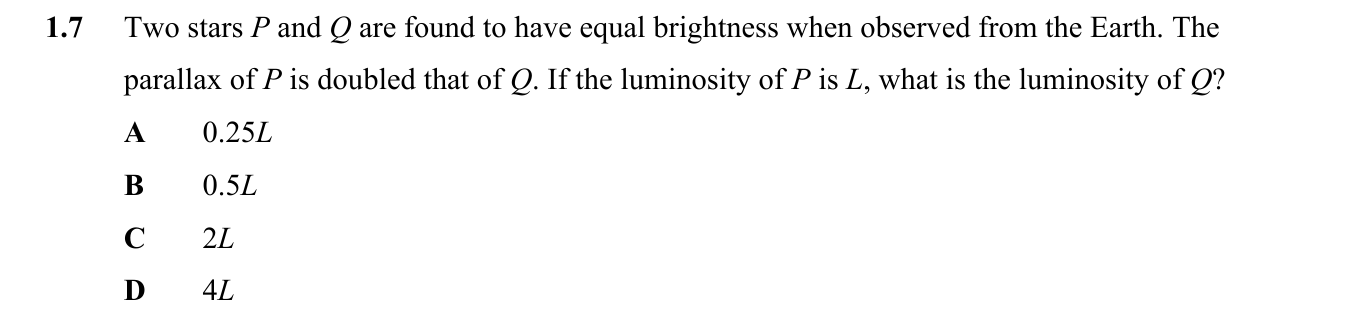 1.7 Two stars P and Q are found to have equal brightness when observed from the Earth. The
parallax of P is doubled that of Q. If the luminosity of P is L, what is the luminosity of Q?
A 0.25L
B 0.5L
C 2L
D 4L